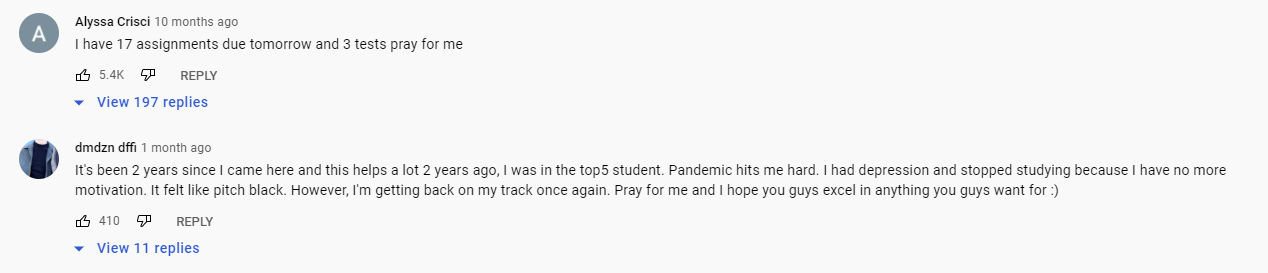 Alyssa Crisci 10 months ago
A
I have 17 assignments due tomorrow and 3 tests pray for me
5.4K REPLY
View 197 replies
dmdzn dffi 1 month ago
It's been 2 years since I came here and this helps a lot 2 years ago, I was in the top5 student. Pandemic hits me hard. I had depression and stopped studying because I have no more
motivation. It felt like pitch black. However, I'm getting back on my track once again. Pray for me and I hope you guys excel in anything you guys want for :)
410 REPLY
View 11 replies